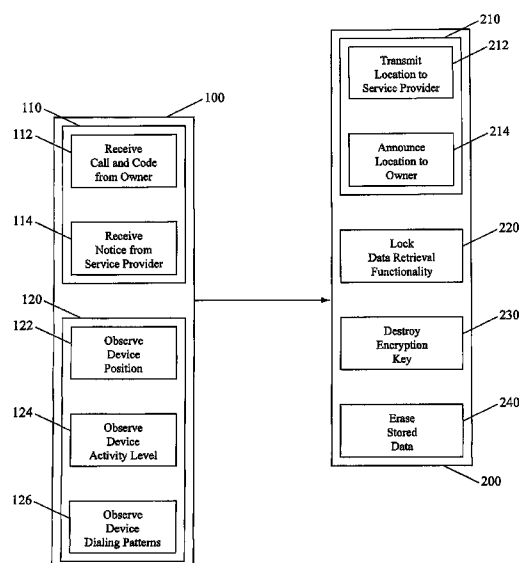 100
110
112
Receive
Call and Code
from Owner
114
Receive
Notice from
Service Provider
120
122
Observe
Device
Position
124
Observe
Device
Activity Level
126
Observe
Device
Dialing Patterns
210
212
Transmit
Location to
Service Provider
214
Announce
Location to
Owner
220
Lock
Data Retrieval
Functionality
230
Destroy
Encryption
Key
240
Erase
Stored
Data
200